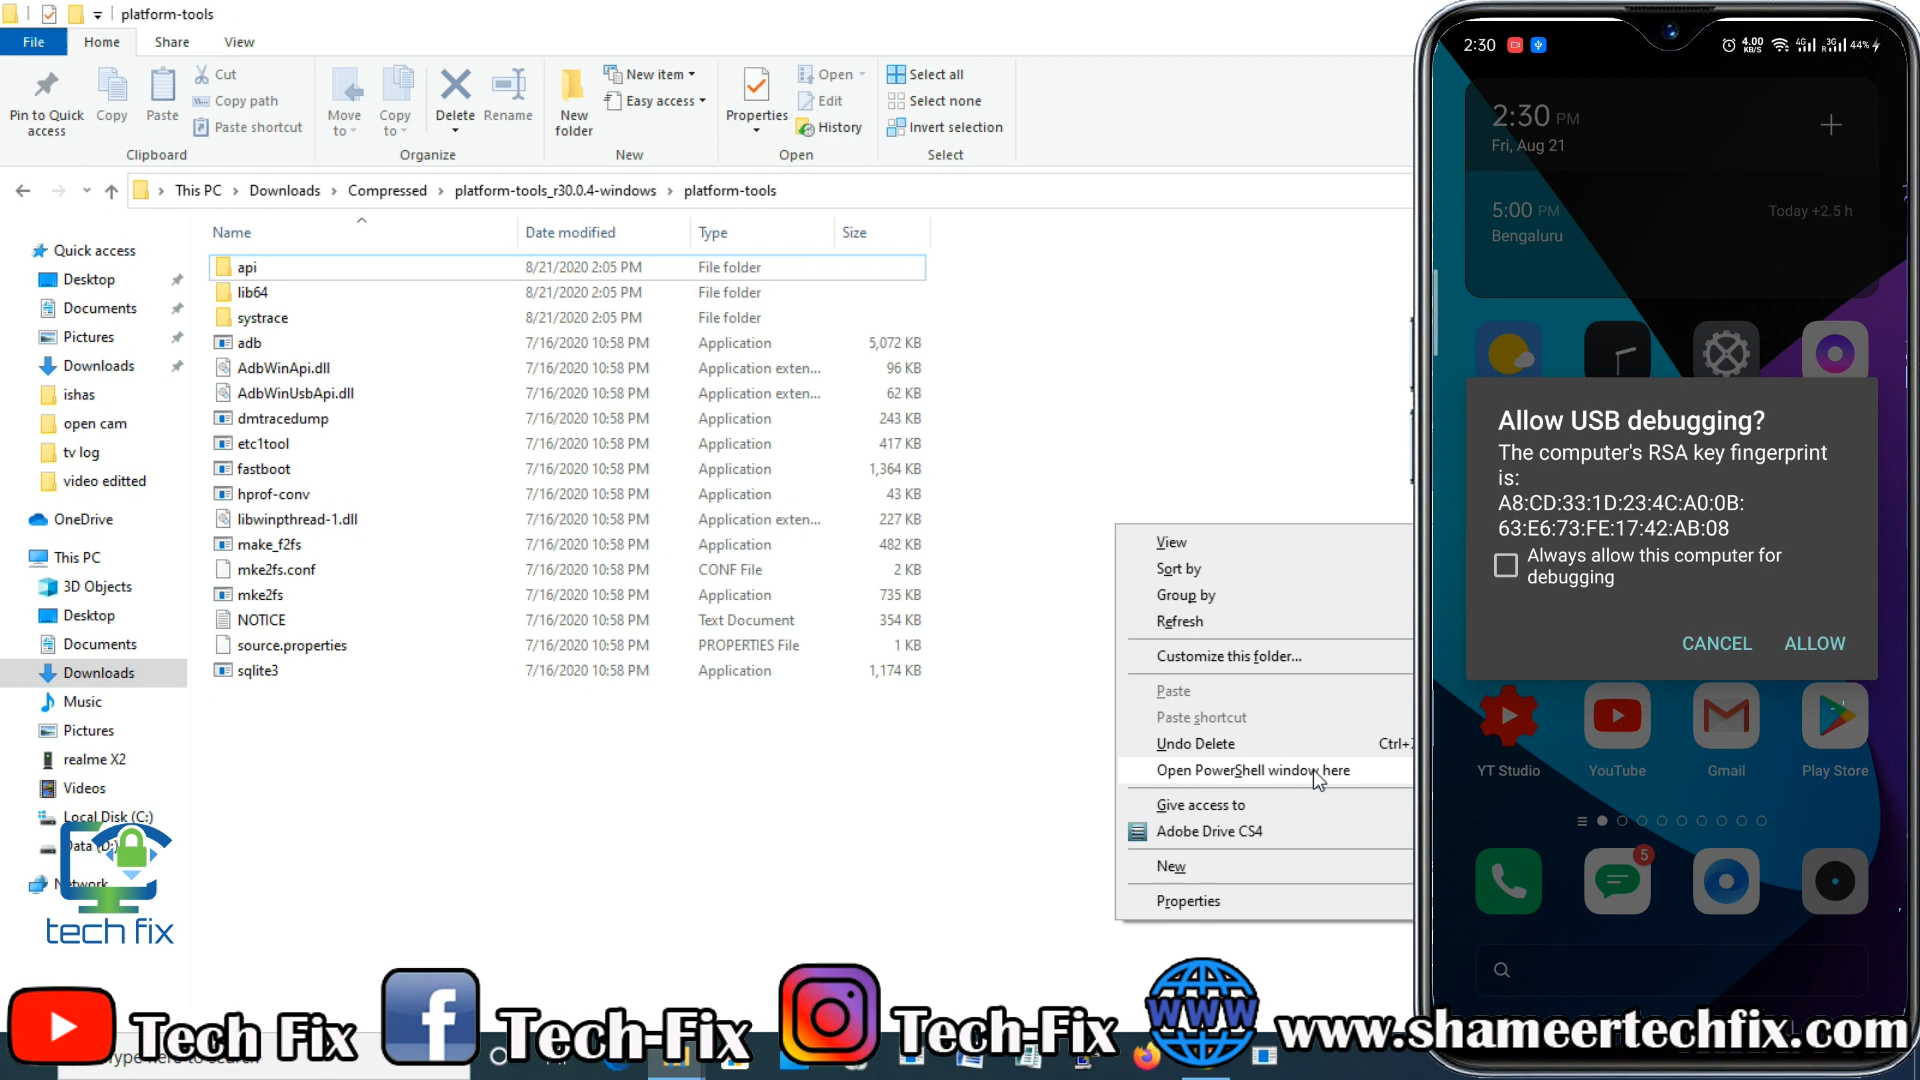 platform-tools
File
Home
Share
View
Pin to Quick access
Copy
Paste
Cut
Copy path
Paste shortcut
Clipboard
Move to
Copy to
Delete
Rename
Organize
New folder
New item
Easy access
New
Properties
Open
Edit
History
Open
Select all
Select none
Invert selection
Select
This PC > Downloads > Compressed > platform-tools_r30.0.4-windows > platform-tools
Name Date modified Type Size
api 8/21/2020 2:05 PM File folder
lib64 8/21/2020 2:05 PM File folder
systrace 8/21/2020 2:05 PM File folder
adb 7/16/2020 10:58 PM Application 5,072 KB
AdbWinApi.dll 7/16/2020 10:58 PM Application exten... 96 KB
AdbWinUsbApi.dll 7/16/2020 10:58 PM Application exten... 62 KB
dmtracedump 7/16/2020 10:58 PM Application 243 KB
etc1tool 7/16/2020 10:58 PM Application 417 KB
fastboot 7/16/2020 10:58 PM Application 1,364 KB
hprof-conv 7/16/2020 10:58 PM Application 43 KB
libwinpthread-1.dll 7/16/2020 10:58 PM Application exten... 227 KB
make_f2fs 7/16/2020 10:58 PM Application 482 KB
mke2fs.conf 7/16/2020 10:58 PM CONF File 2 KB
mke2fs 7/16/2020 10:58 PM Application 735 KB
NOTICE 7/16/2020 10:58 PM Text Document 354 KB
source.properties 7/16/2020 10:58 PM PROPERTIES File 1 KB
sqlite3 7/16/2020 10:58 PM Application 1,174 KB
Quick access
Desktop
Documents
Pictures
Downloads
ishas
open cam
tv log
video editted
OneDrive
This PC
3D Objects
Desktop
Documents
Downloads
Music
Pictures
realme X2
Videos
Local Disk (C:)
Data (D:)
Network
tech fix
View
Sort by
Group by
Refresh
Customize this folder...
Paste
Paste shortcut
Undo Delete Ctrl+
Open PowerShell window here
Give access to
Adobe Drive CS4
New
Properties
2:30
4.00 KB/S
4G
3G
R
44%
2:30 PM
Fri, Aug 21
5:00 PM
Today +2.5 h
Bengaluru
Allow USB debugging?
The computer's RSA key fingerprint
is:
A8:CD:33:1D:23:4C:A0:0B:
63:E6:73:FE:17:42:AB:08
Always allow this computer for
debugging
CANCEL
ALLOW
YT Studio
YouTube
Gmail
Play Store
5
Tech Fix
Tech-Fix
Tech-Fix
WWW
www.shameertechfix.com
Type here to search